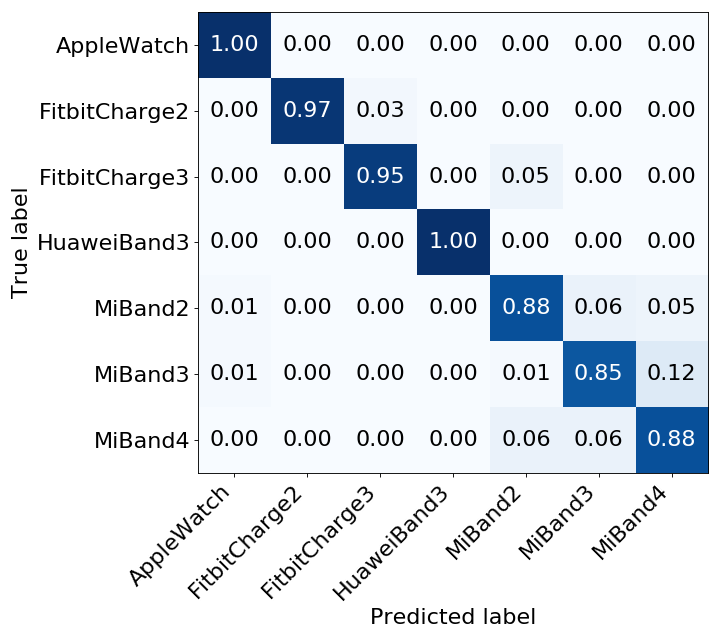 AppleWatch 1.00 0.00 0.00 0.00 0.00 0.00 0.00
FitbitCharge2 0.00 0.97 0.03 0.00 0.00 0.00 0.00
FitbitCharge3 0.00 0.00 0.95 0.00 0.05 0.00 0.00
HuaweiBand3 0.00 0.00 0.00 1.00 0.00 0.00 0.00
MiBand2 0.01 0.00 0.00 0.00 0.88 0.06 0.05
MiBand3 0.01 0.00 0.00 0.00 0.01 0.85 0.12
MiBand4 0.00 0.00 0.00 0.00 0.06 0.06 0.88
True label
AppleWatch
FitbitCharge2
FitbitCharge3
HuaweiBand3
MiBand2
MiBand3
MiBand4
Predicted label